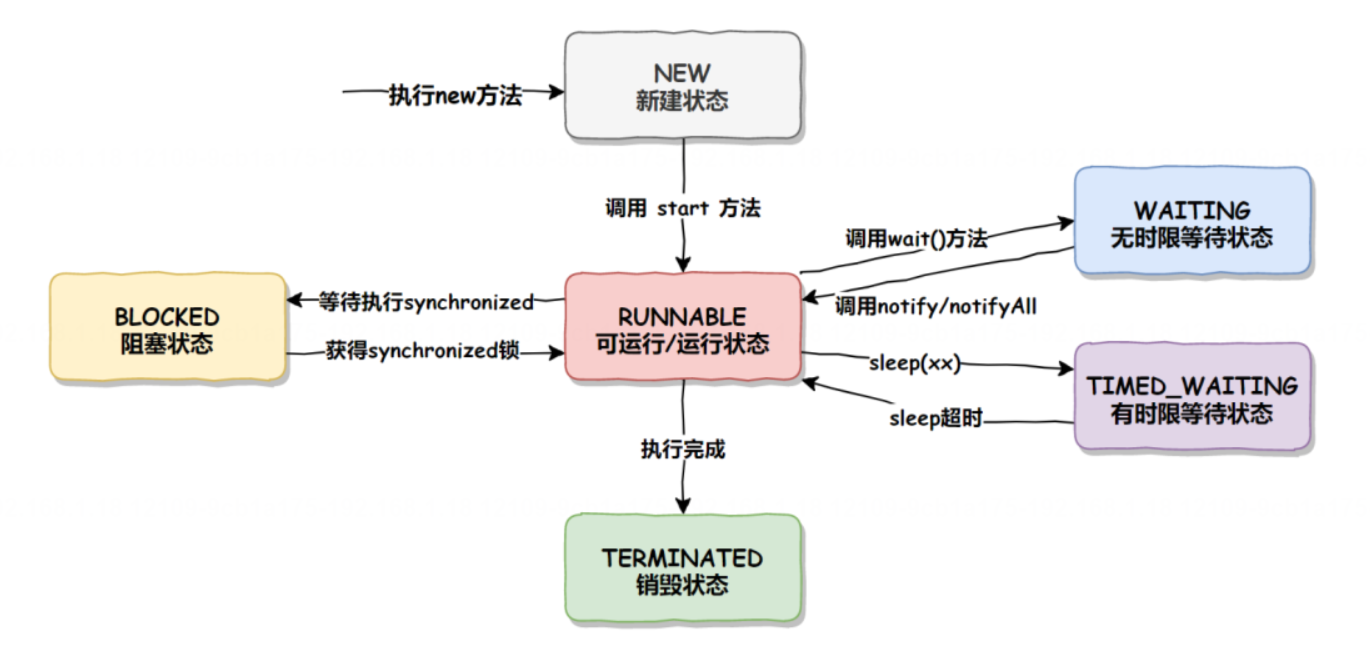 NEW
新建状态
执行new方法
调用 start 方法
WAITING
无时限等待状态
调用wait()方法
调用notify/notifyAll
BLOCKED
阻塞状态
等待执行synchronized
获得synchronized锁
RUNNABLE
可运行/运行状态
sleep(xx)
sleep超时
TIMED_WAITING
有时限等待状态
执行完成
TERMINATED
销毁状态